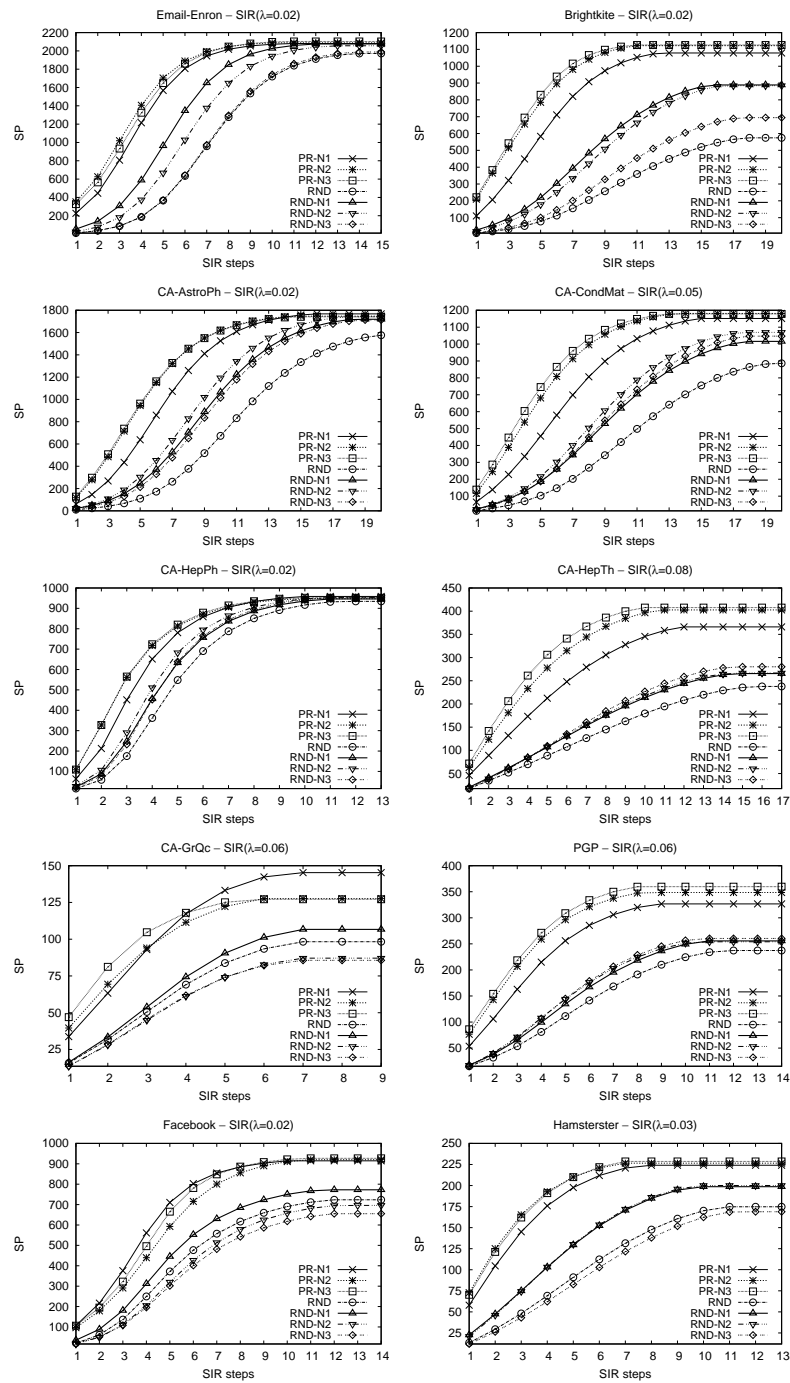 Email-Enron – SIR(λ=0.02)
SP
2200
2000
1800
1600
1400
1200
1000
800
600
400
200
1 2 3 4 5 6 7 8 9 10 11 12 13 14 15
SIR steps
PR-N1
PR-N2
PR-N3
RND
RND-N1
RND-N2
RND-N3
Brightkite – SIR(λ=0.02)
SP
1200
1100
1000
900
800
700
600
500
400
300
200
100
1 3 5 7 9 11 13 15 17 19
SIR steps
PR-N1
PR-N2
PR-N3
RND
RND-N1
RND-N2
RND-N3
CA-AstroPh – SIR(λ=0.02)
SP
1800
1600
1400
1200
1000
800
600
400
200
0
1 3 5 7 9 11 13 15 17 19
SIR steps
PR-N1
PR-N2
PR-N3
RND
RND-N1
RND-N2
RND-N3
CA-CondMat – SIR(λ=0.05)
SP
1200
1100
1000
900
800
700
600
500
400
300
200
100
1 3 5 7 9 11 13 15 17 19
SIR steps
PR-N1
PR-N2
PR-N3
RND
RND-N1
RND-N2
RND-N3
CA-HepPh – SIR(λ=0.02)
SP
1000
900
800
700
600
500
400
300
200
100
1 2 3 4 5 6 7 8 9 10 11 12 13
SIR steps
PR-N1
PR-N2
PR-N3
RND
RND-N1
RND-N2
RND-N3
CA-HepTh – SIR(λ=0.08)
SP
450
400
350
300
250
200
150
100
50
1 2 3 4 5 6 7 8 9 10 11 12 13 14 15 16 17
SIR steps
PR-N1
PR-N2
PR-N3
RND
RND-N1
RND-N2
RND-N3
CA-GrQc – SIR(λ=0.06)
SP
150
125
100
75
50
25
1 2 3 4 5 6 7 8 9
SIR steps
PR-N1
PR-N2
PR-N3
RND
RND-N1
RND-N2
RND-N3
PGP – SIR(λ=0.06)
SP
400
350
300
250
200
150
100
50
1 2 3 4 5 6 7 8 9 10 11 12 13 14
SIR steps
PR-N1
PR-N2
PR-N3
RND
RND-N1
RND-N2
RND-N3
Facebook – SIR(λ=0.02)
SP
1000
900
800
700
600
500
400
300
200
100
1 2 3 4 5 6 7 8 9 10 11 12 13 14
SIR steps
PR-N1
PR-N2
PR-N3
RND
RND-N1
RND-N2
RND-N3
Hamsterster – SIR(λ=0.03)
SP
250
225
200
175
150
125
100
75
50
25
1 2 3 4 5 6 7 8 9 10 11 12 13
SIR steps
PR-N1
PR-N2
PR-N3
RND
RND-N1
RND-N2
RND-N3